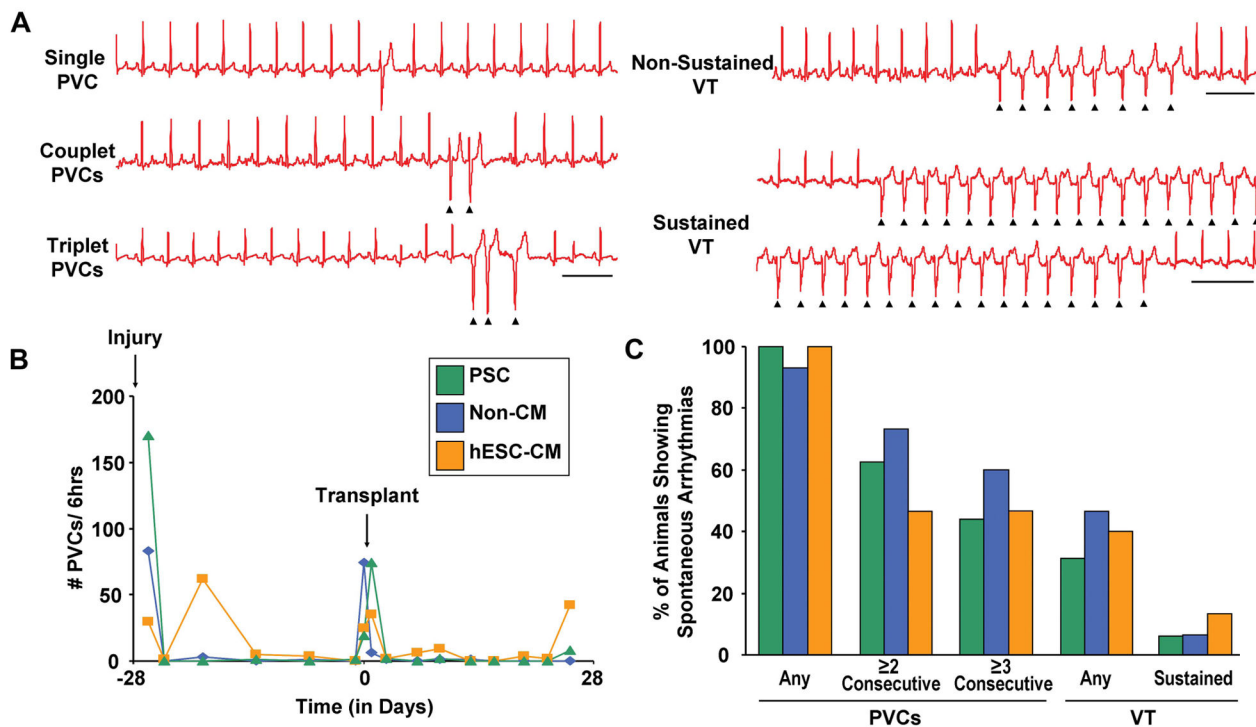 A
Single
PVC
Couplet
PVCs
Triplet
PVCs
Non-Sustained
VT
Sustained
VT
B
Injury
200
150
100
50
0
# PVCs/ 6hrs
PSC
Non-CM
hESC-CM
Transplant
-28
0
28
Time (in Days)
C
100
80
60
40
20
0
% of Animals Showing
Spontaneous Arrhythmias
Any
≥2
Consecutive
≥3
Consecutive
Any
Sustained
PVCs
VT